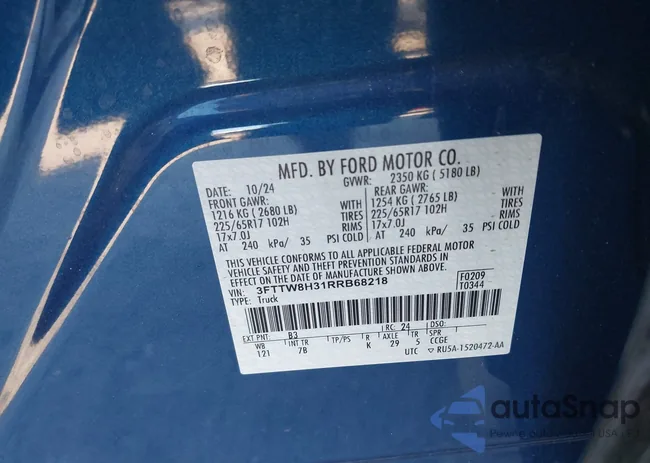 MFD. BY FORD MOTOR CO.
DATE: 10/24 GVWR: 2350 KG ( 5180 LB)
FRONT GAWR: REAR GAWR:
1216 KG ( 2680 LB) WITH 1254 KG ( 2765 LB) WITH
225/65R17 102H TIRES 225/65R17 102H TIRES
17x7.0J RIMS 17x7.0J RIMS
AT 240 kPa/ 35 PSI COLD AT 240 kPa/ 35 PSI COLD
THIS VEHICLE CONFORMS TO ALL APPLICABLE FEDERAL MOTOR
VEHICLE SAFETY AND THEFT PREVENTION STANDARDS IN
EFFECT ON THE DATE OF MANUFACTURE SHOWN ABOVE.
VIN: 3FTTW8H31RRB68218 F0209
TYPE: Truck T0344
EXT PNT: B3 RC: 24 DSO:
WB INT TR TP/PS R AXLE TR SPR
121 7B K 29 5 CCGE
UTC ▽ RU5A-1520472-AA
autoSnap